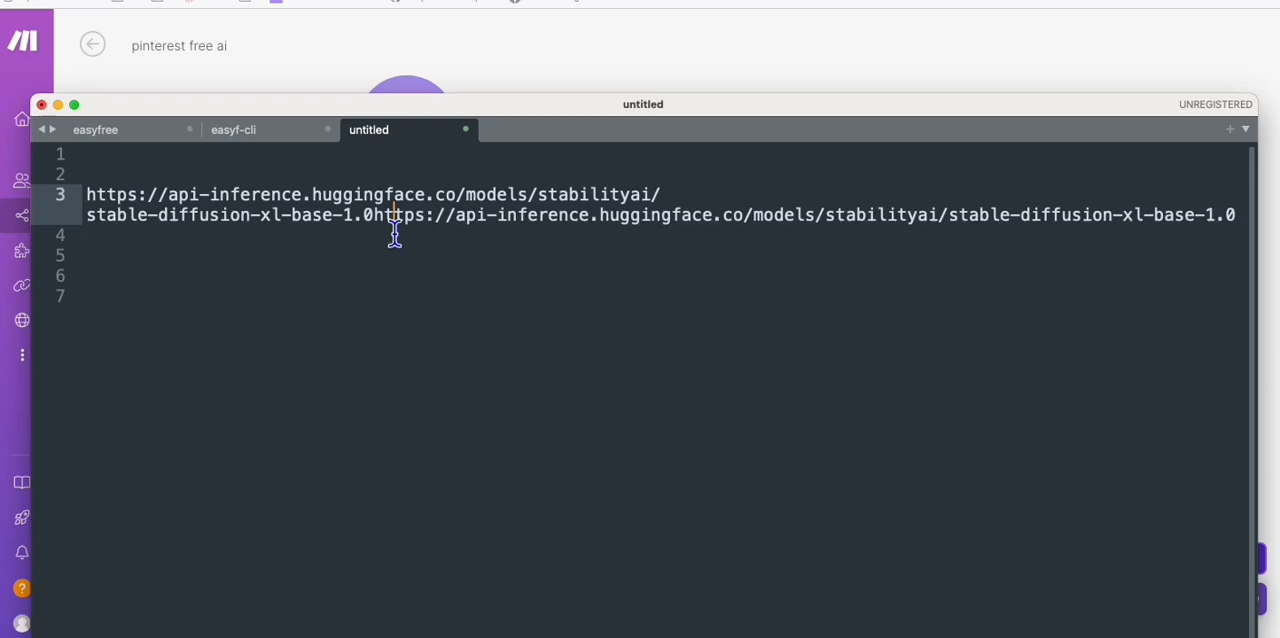 pinterest free ai
untitled
UNREGISTERED
easyfree
easyf-cli
untitled
1
2
3 https://api-inference.huggingface.co/models/stabilityai/
stable-diffusion-xl-base-1.0https://api-inference.huggingface.co/models/stabilityai/stable-diffusion-xl-base-1.0
4
5
6
7